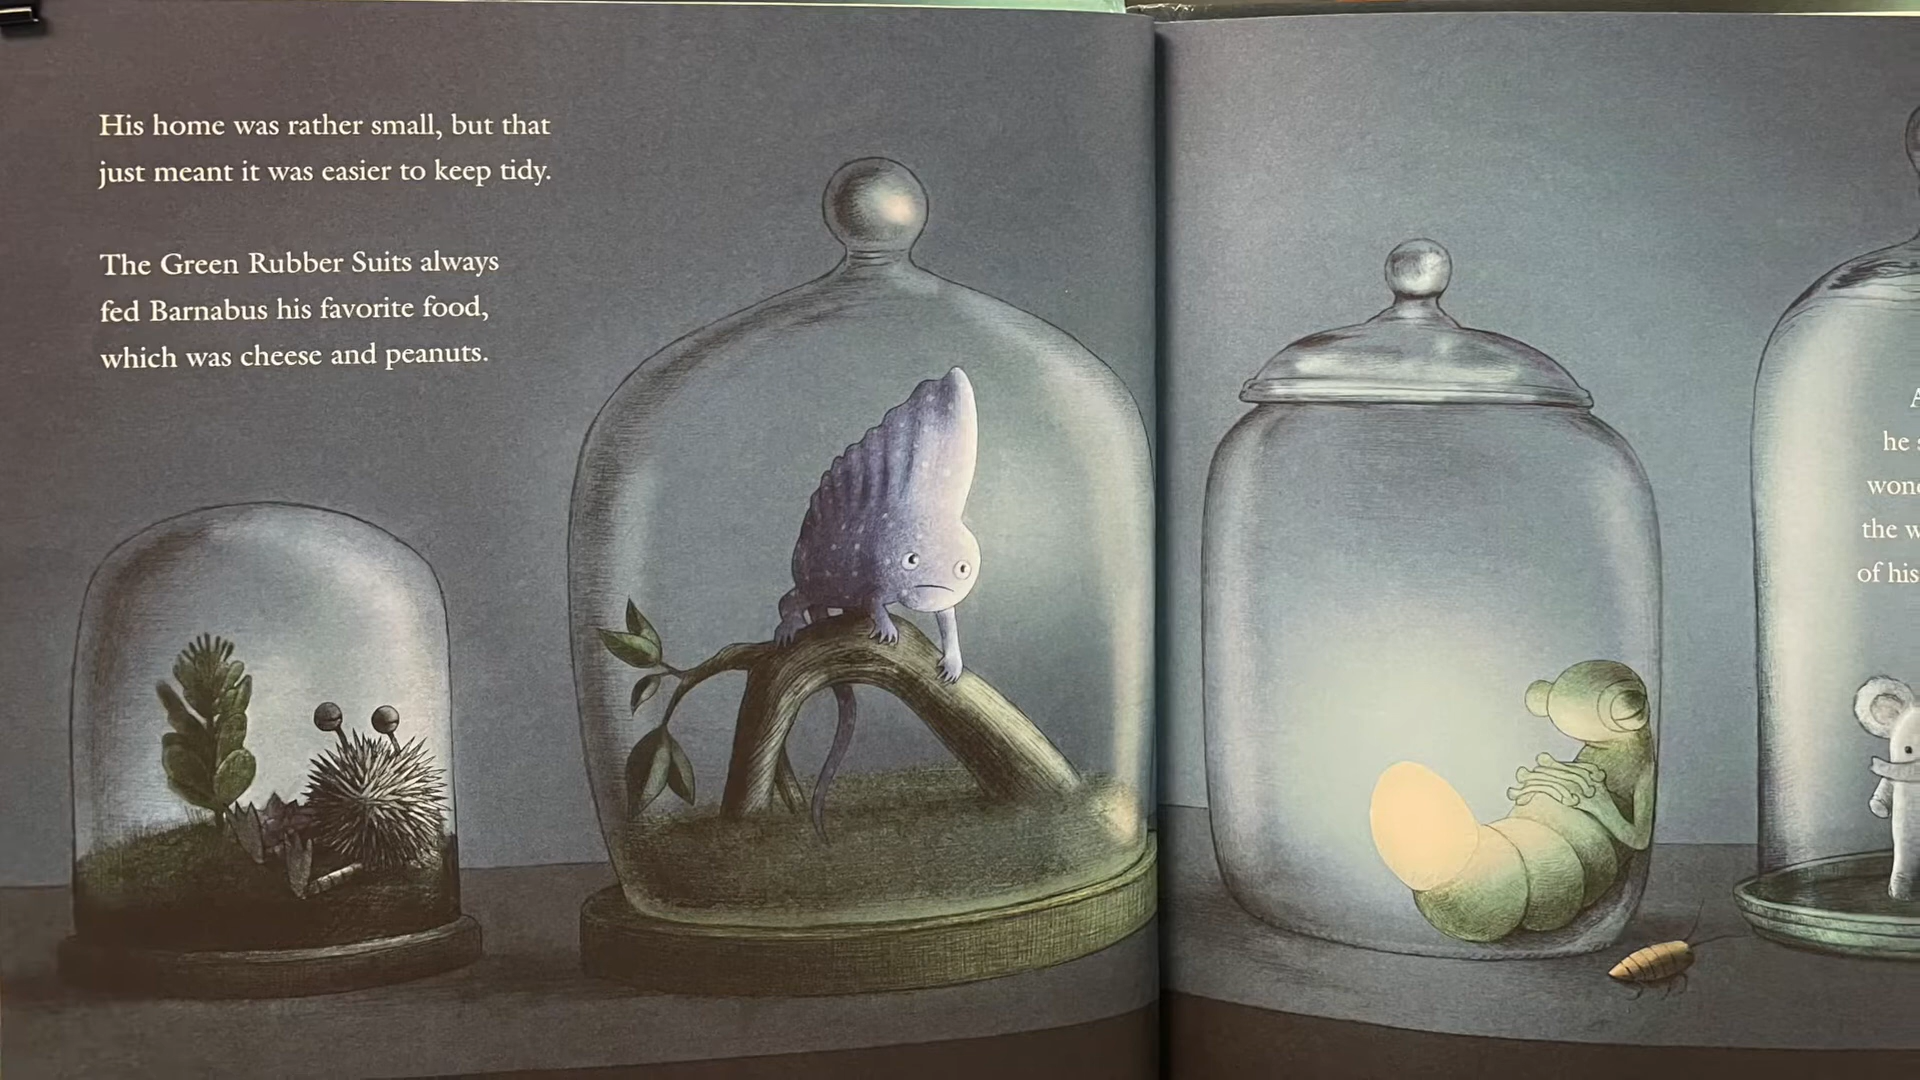 His home was rather small, but that
just meant it was easier to keep tidy.
The Green Rubber Suits always
fed Barnabus his favorite food,
which was cheese and peanuts.
he
the
of his